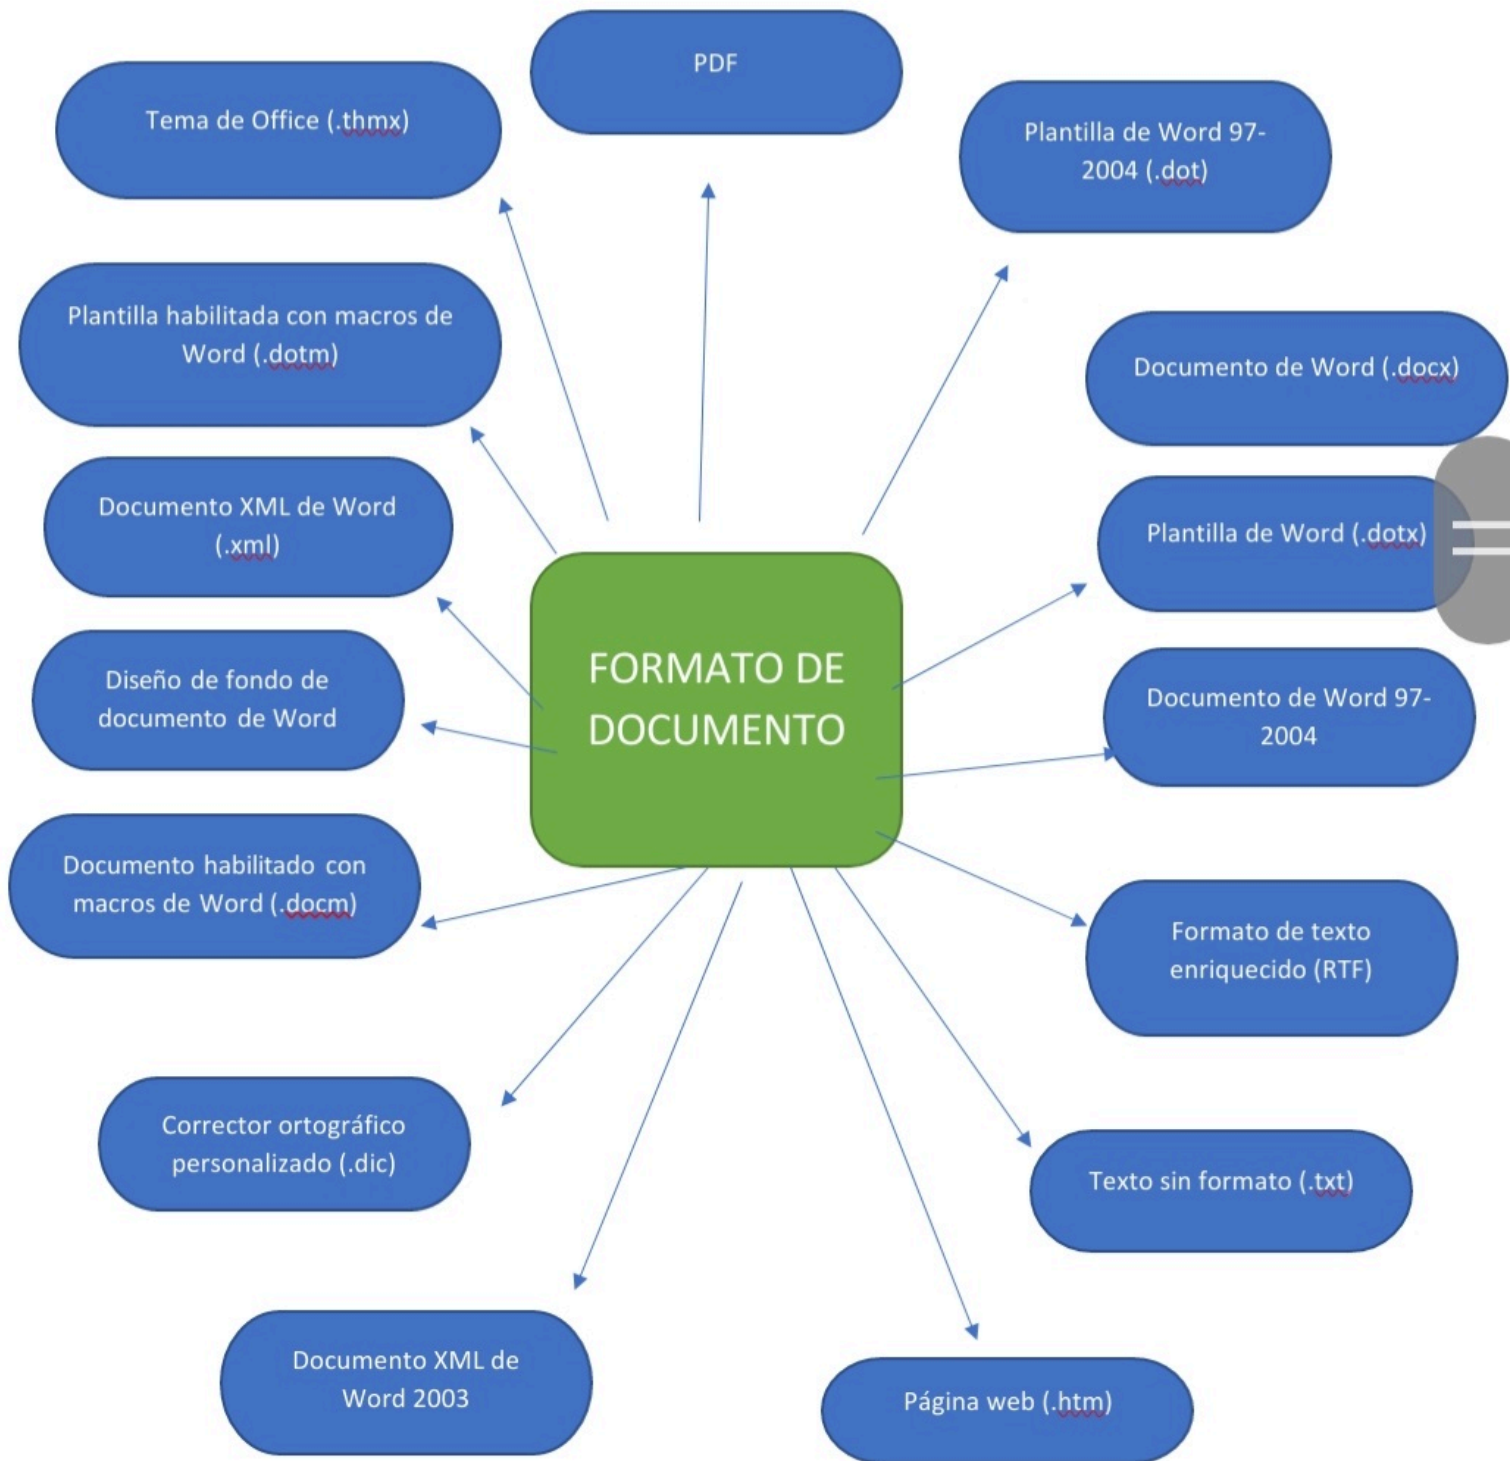 PDF
Tema de Office (.thmx)
Plantilla de Word 97-
2004 (.dot)
Plantilla habilitada con macros de
Word (.dotm)
Documento de Word (.docx)
Documento XML de Word
(.xml)
Plantilla de Word (.dotx)
FORMATO DE
DOCUMENTO
Diseño de fondo de
documento de Word
Documento de Word 97-
2004
Documento habilitado con
macros de Word (.docm)
Formato de texto
enriquecido (RTF)
Corrector ortográfico
personalizado (.dic)
Texto sin formato (.txt)
Documento XML de
Word 2003
Página web (.htm)